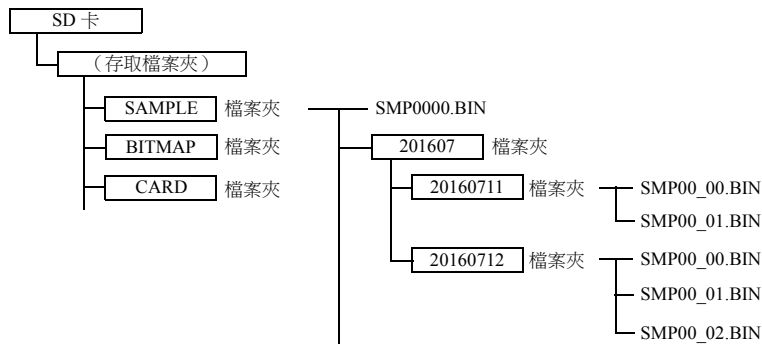 SD 卡
（存取檔案夾）
SAMPLE 檔案夾 SMP0000.BIN
BITMAP 檔案夾 201607 檔案夾
CARD 檔案夾 20160711 檔案夾 SMP00_00.BIN
SMP00_01.BIN
20160712 檔案夾 SMP00_00.BIN
SMP00_01.BIN
SMP00_02.BIN